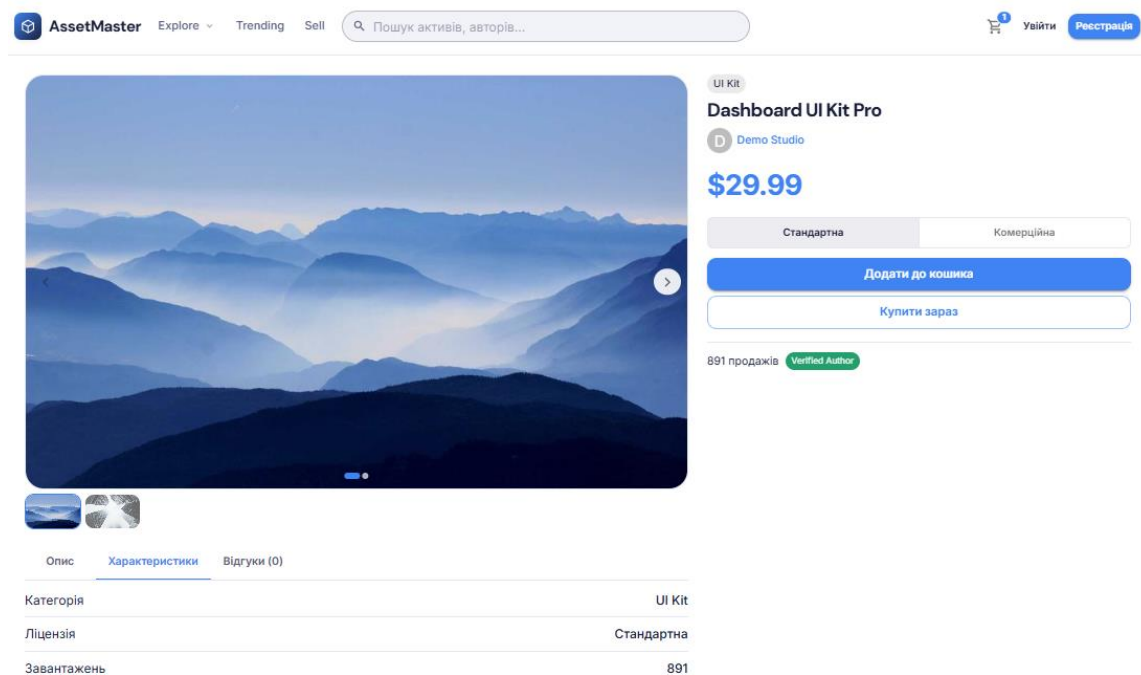 AssetMaster Explore Trending Sell Пошук активів, авторів... 1 Увійти Реєстрація
UI Kit
Dashboard UI Kit Pro
D Demo Studio
$29.99
Стандартна Комерційна
Додати до кошика
Купити зараз
891 продажів Verified Author
Опис Характеристики Відгуки (0)
Категорія UI Kit
Ліцензія Стандартна
Завантажень 891